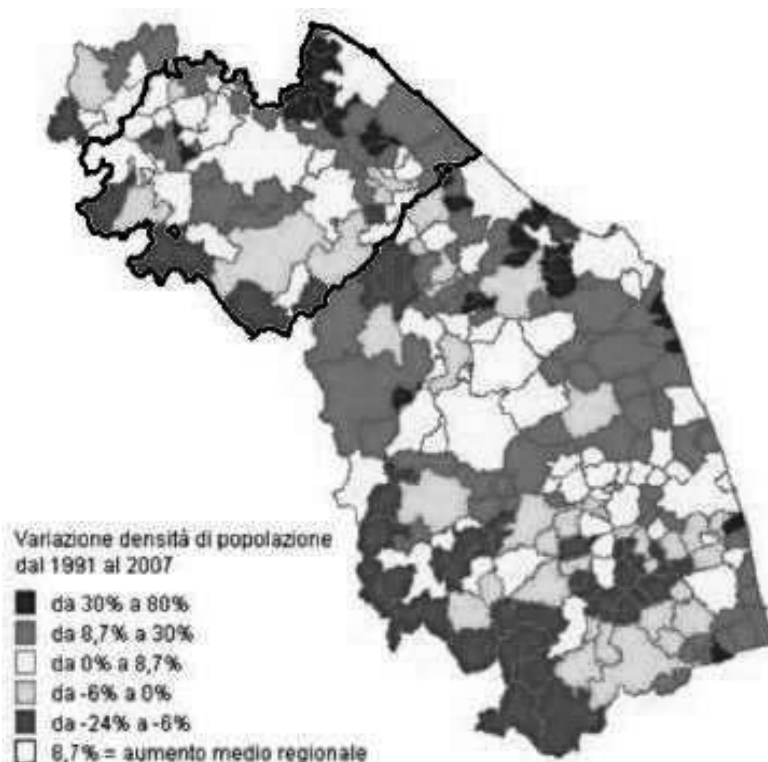 Variazione densità di popolazione
dal 1991 al 2007
da 30% a 80%
da 8,7% a 30%
da 0% a 8,7%
da -6% a 0%
da -24% a -6%
8,7% = aumento medio regionale